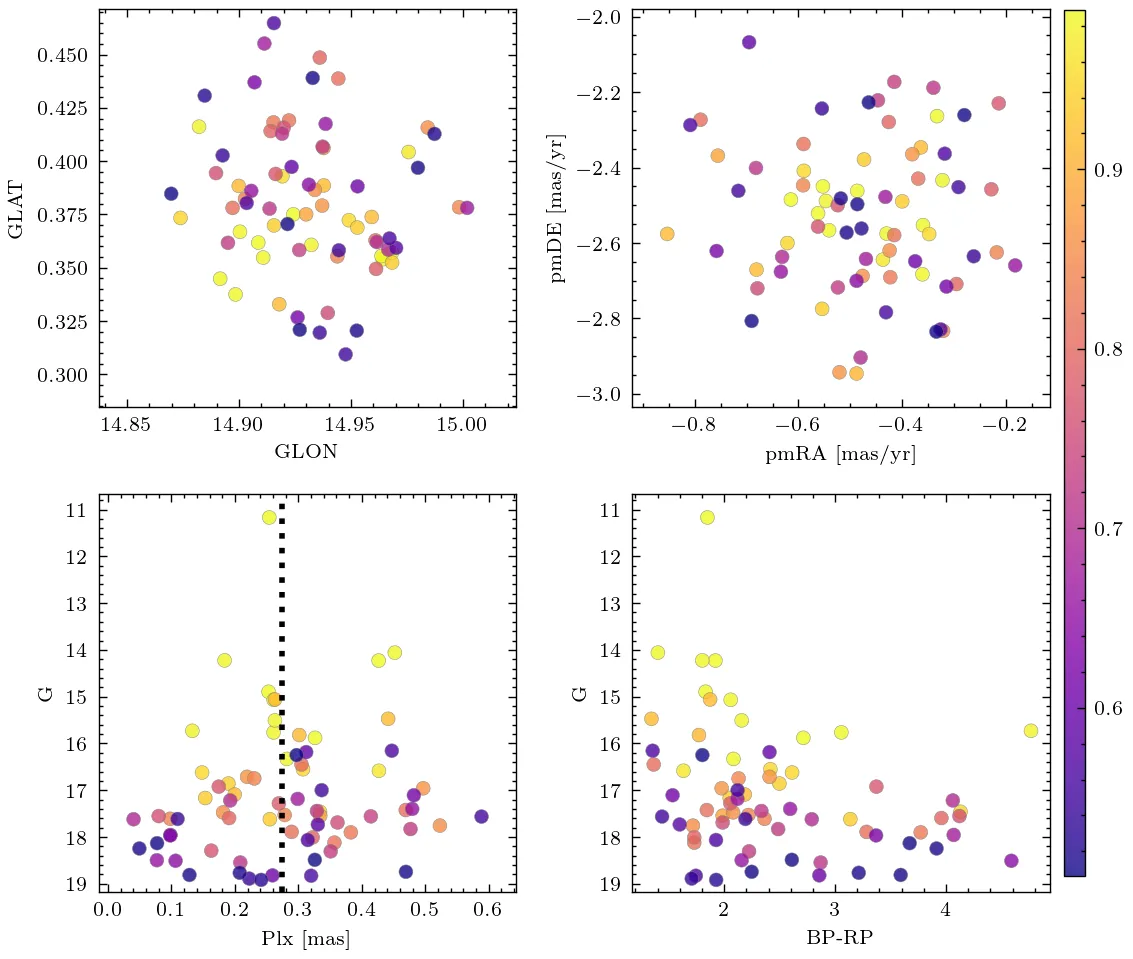 GLAT
0.450
0.425
0.400
0.375
0.350
0.325
0.300
14.85 14.90 14.95 15.00
GLON
pmDE [mas/yr]
−2.0
−2.2
−2.4
−2.6
−2.8
−3.0
−0.8 −0.6 −0.4 −0.2
pmRA [mas/yr]
0.9
0.8
0.7
0.6
G
11
12
13
14
15
16
17
18
19
0.0 0.1 0.2 0.3 0.4 0.5 0.6
Plx [mas]
G
11
12
13
14
15
16
17
18
19
2 3 4
BP-RP